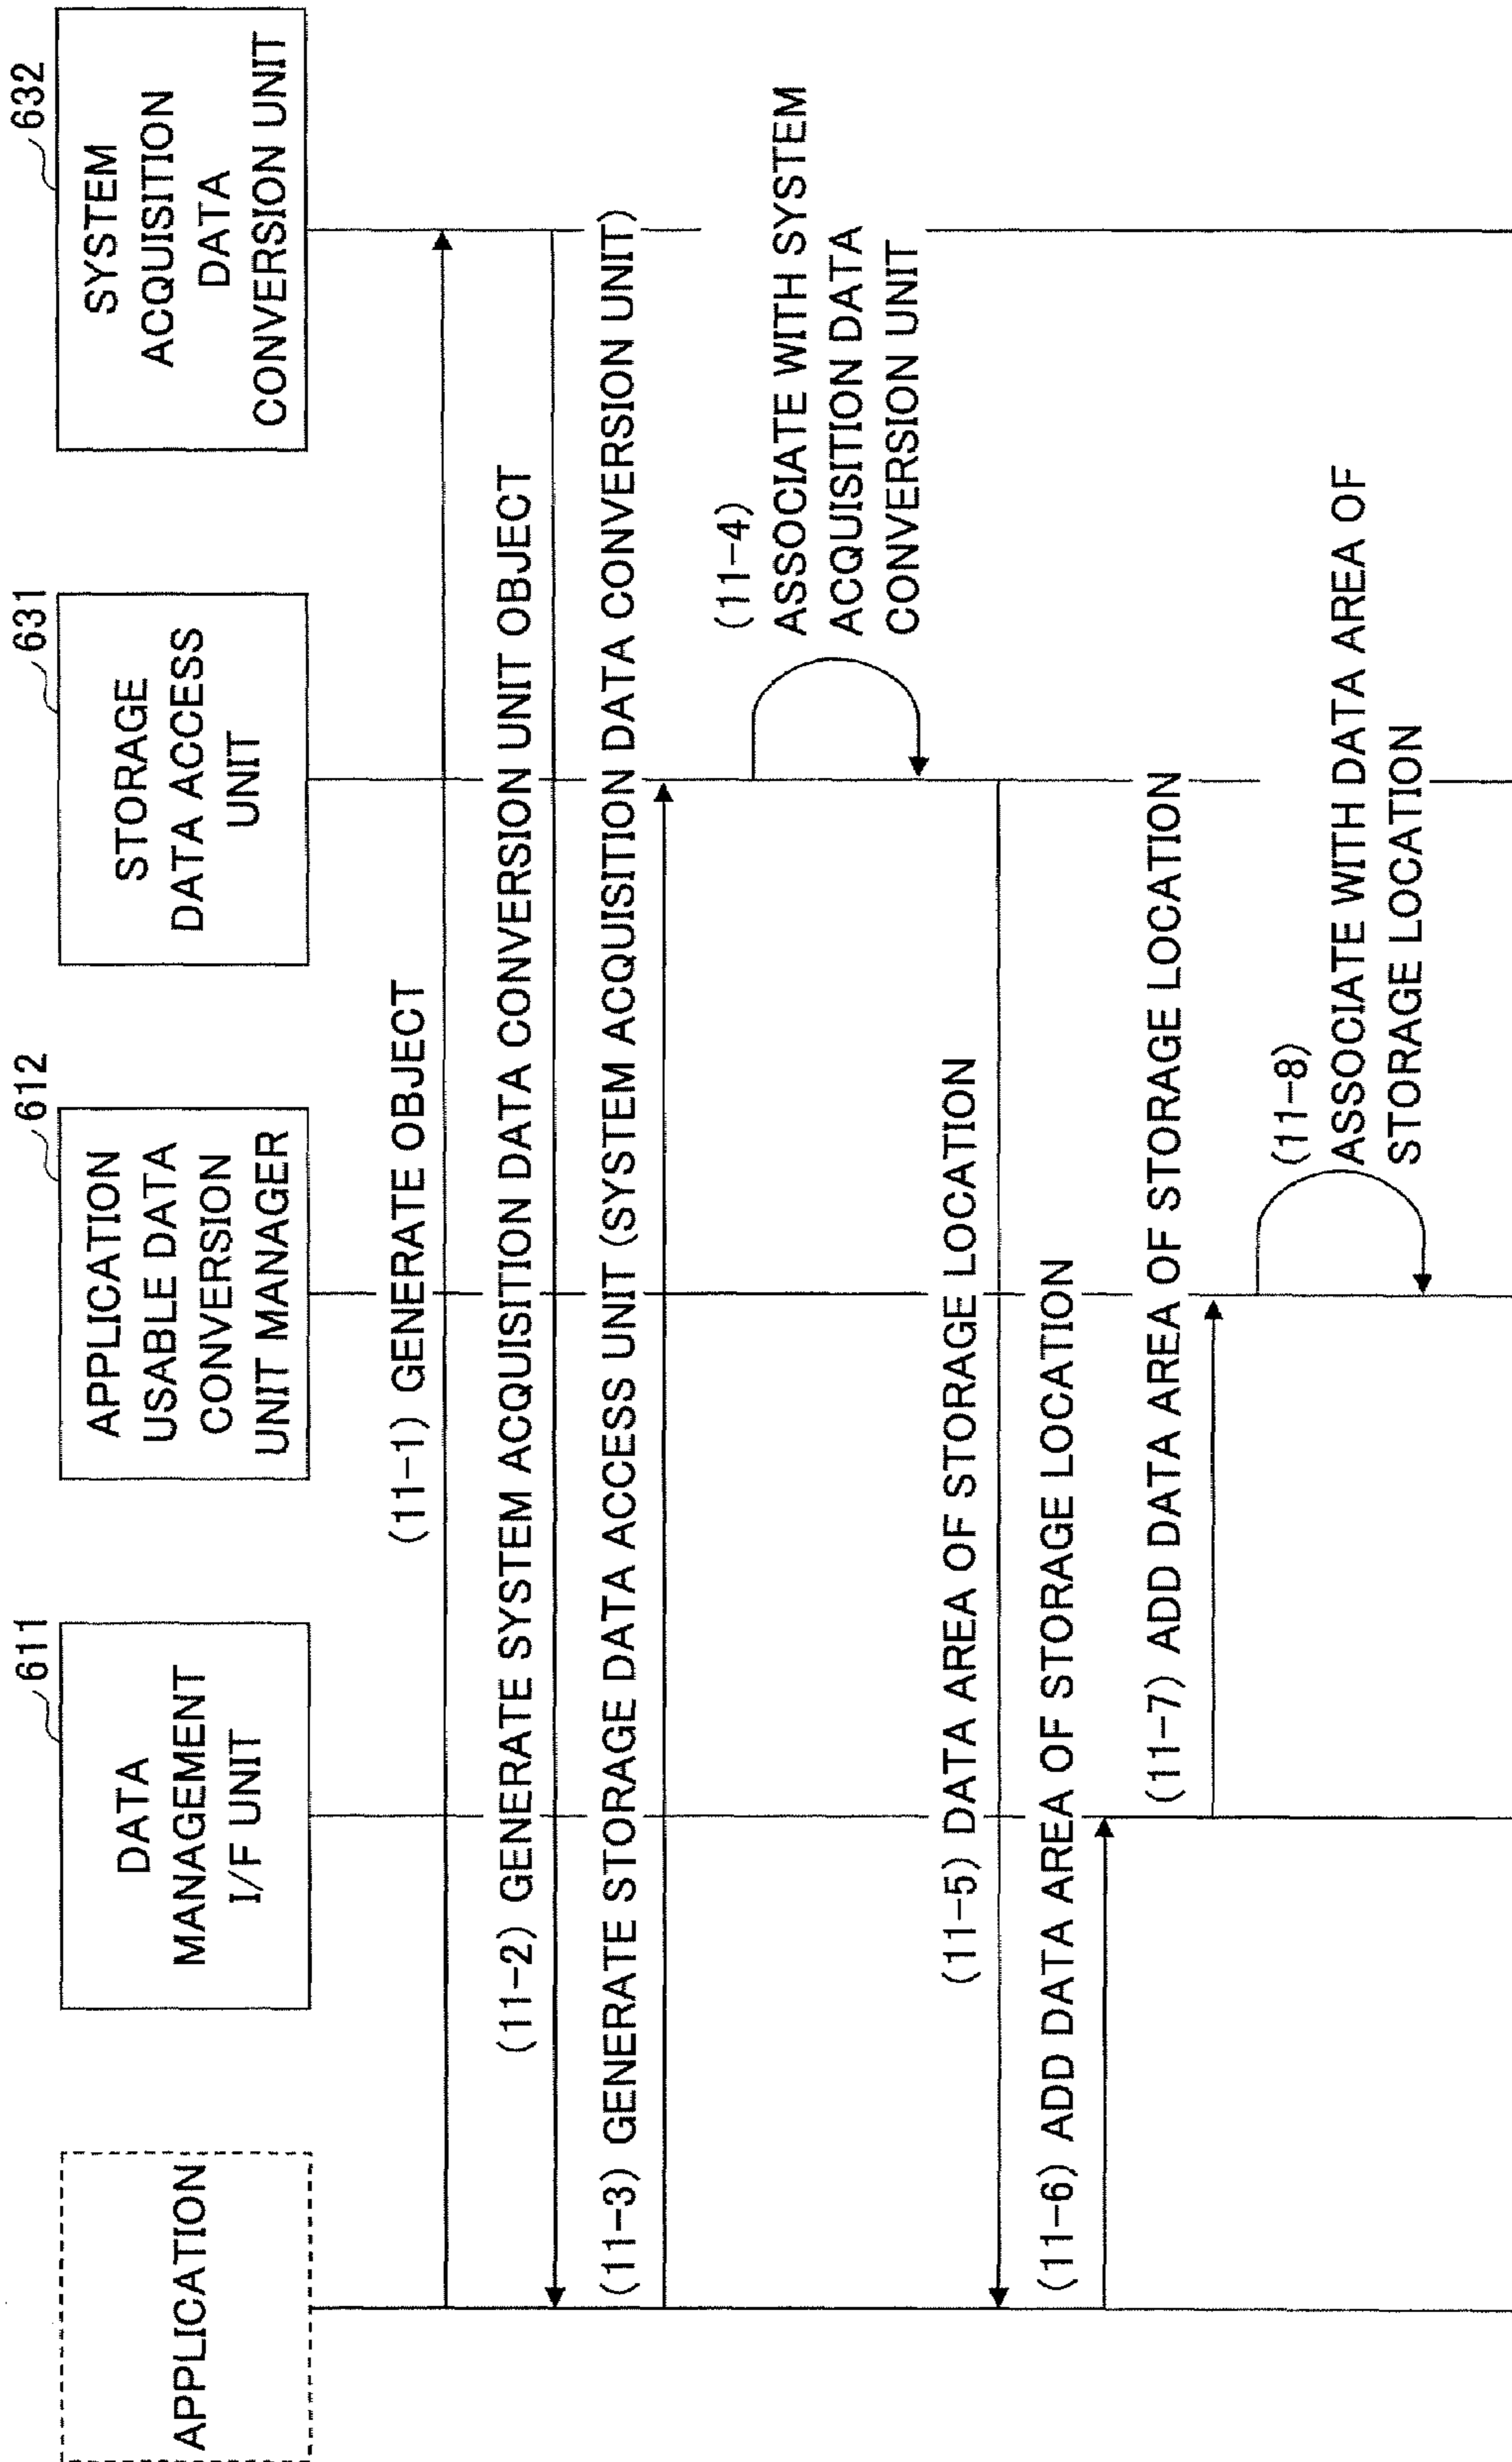 APPLICATION
611
DATA
MANAGEMENT
I/F UNIT
612
APPLICATION
USABLE DATA
CONVERSION
UNIT MANAGER
631
STORAGE
DATA ACCESS
UNIT
632
SYSTEM
ACQUISITION
DATA
CONVERSION UNIT
(11-1) GENERATE OBJECT
(11-2) GENERATE SYSTEM ACQUISITION DATA CONVERSION UNIT OBJECT
(11-3) GENERATE STORAGE DATA ACCESS UNIT (SYSTEM ACQUISITION DATA CONVERSION UNIT)
(11-4)
ASSOCIATE WITH SYSTEM
ACQUISITION DATA
CONVERSION UNIT
(11-5) DATA AREA OF STORAGE LOCATION
(11-6) ADD DATA AREA OF STORAGE LOCATION
(11-7) ADD DATA AREA OF STORAGE LOCATION
(11-8)
ASSOCIATE WITH DATA AREA OF
STORAGE LOCATION